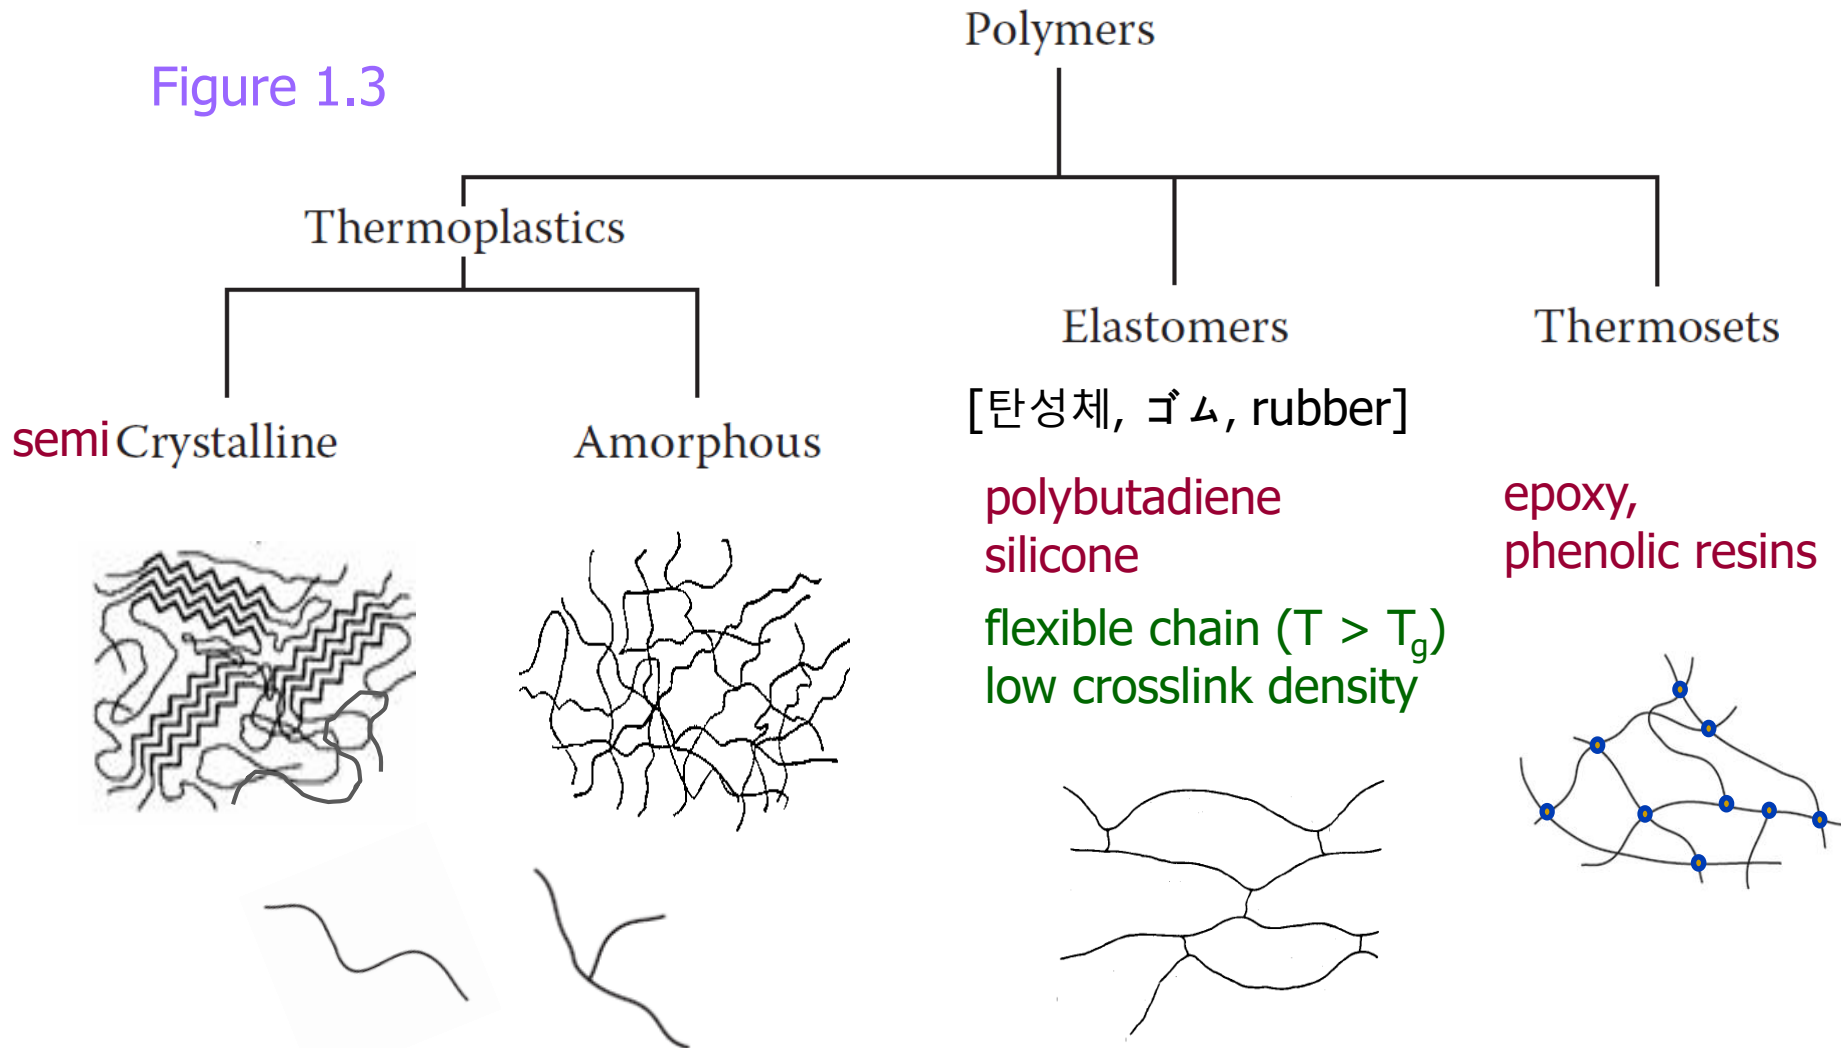 Polymers
Figure 1.3
Thermoplastics
Elastomers
Thermosets
[탄성체, ゴム, rubber]
semi Crystalline
Amorphous
polybutadiene
silicone
epoxy,
phenolic resins
flexible chain (T > Tg)
low crosslink density